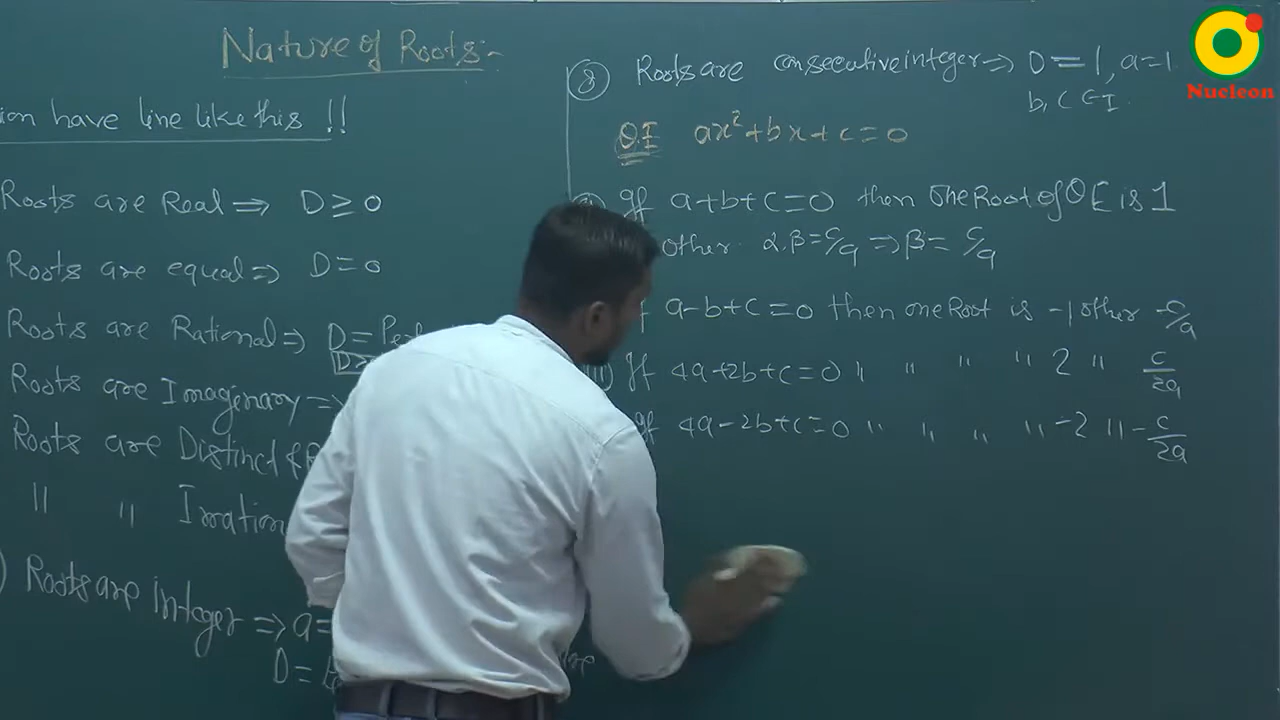 Nature of Roots:-
ion have line like this !!
Roots are Real ⇒ D ≥ 0
Roots are equal ⇒ D = 0
Roots are Rational ⇒ D =
Roots are Imaginary ⇒
Roots are Distinct &
" " Irration
) Roots are Integer ⇒ a =
D =
(8) Roots are consecutive integer ⇒ D = 1, a = 1
b, c ∈ I
ax² + bx + c = 0
If a+b+c=0 then one Root of QE is 1
other α.β = c/a ⇒ β = c/a
a-b+c=0 then one Root is -1 other -c/a
) If 4a+2b+c=0 " " " " 2 " c/2a
If 4a-2b+c=0 " " " " -2 " -c/2a
Nucleon